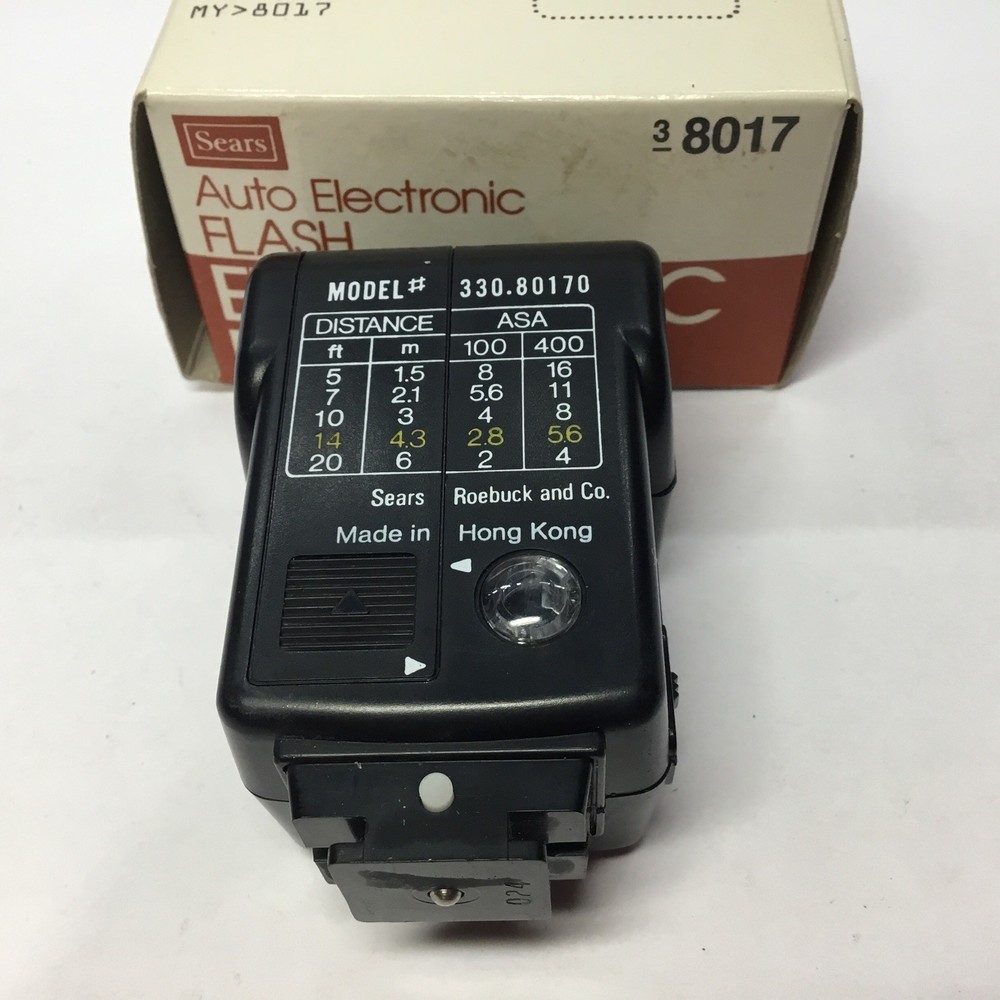 MY>8017
Sears
3 8017
Auto Electronic
FLASH
MODEL# 330.80170
DISTANCE ASA
ft m 100 400
5 1.5 8 16
7 2.1 5.6 11
10 3 4 8
14 4.3 2.8 5.6
20 6 2 4
Sears Roebuck and Co.
Made in Hong Kong
074